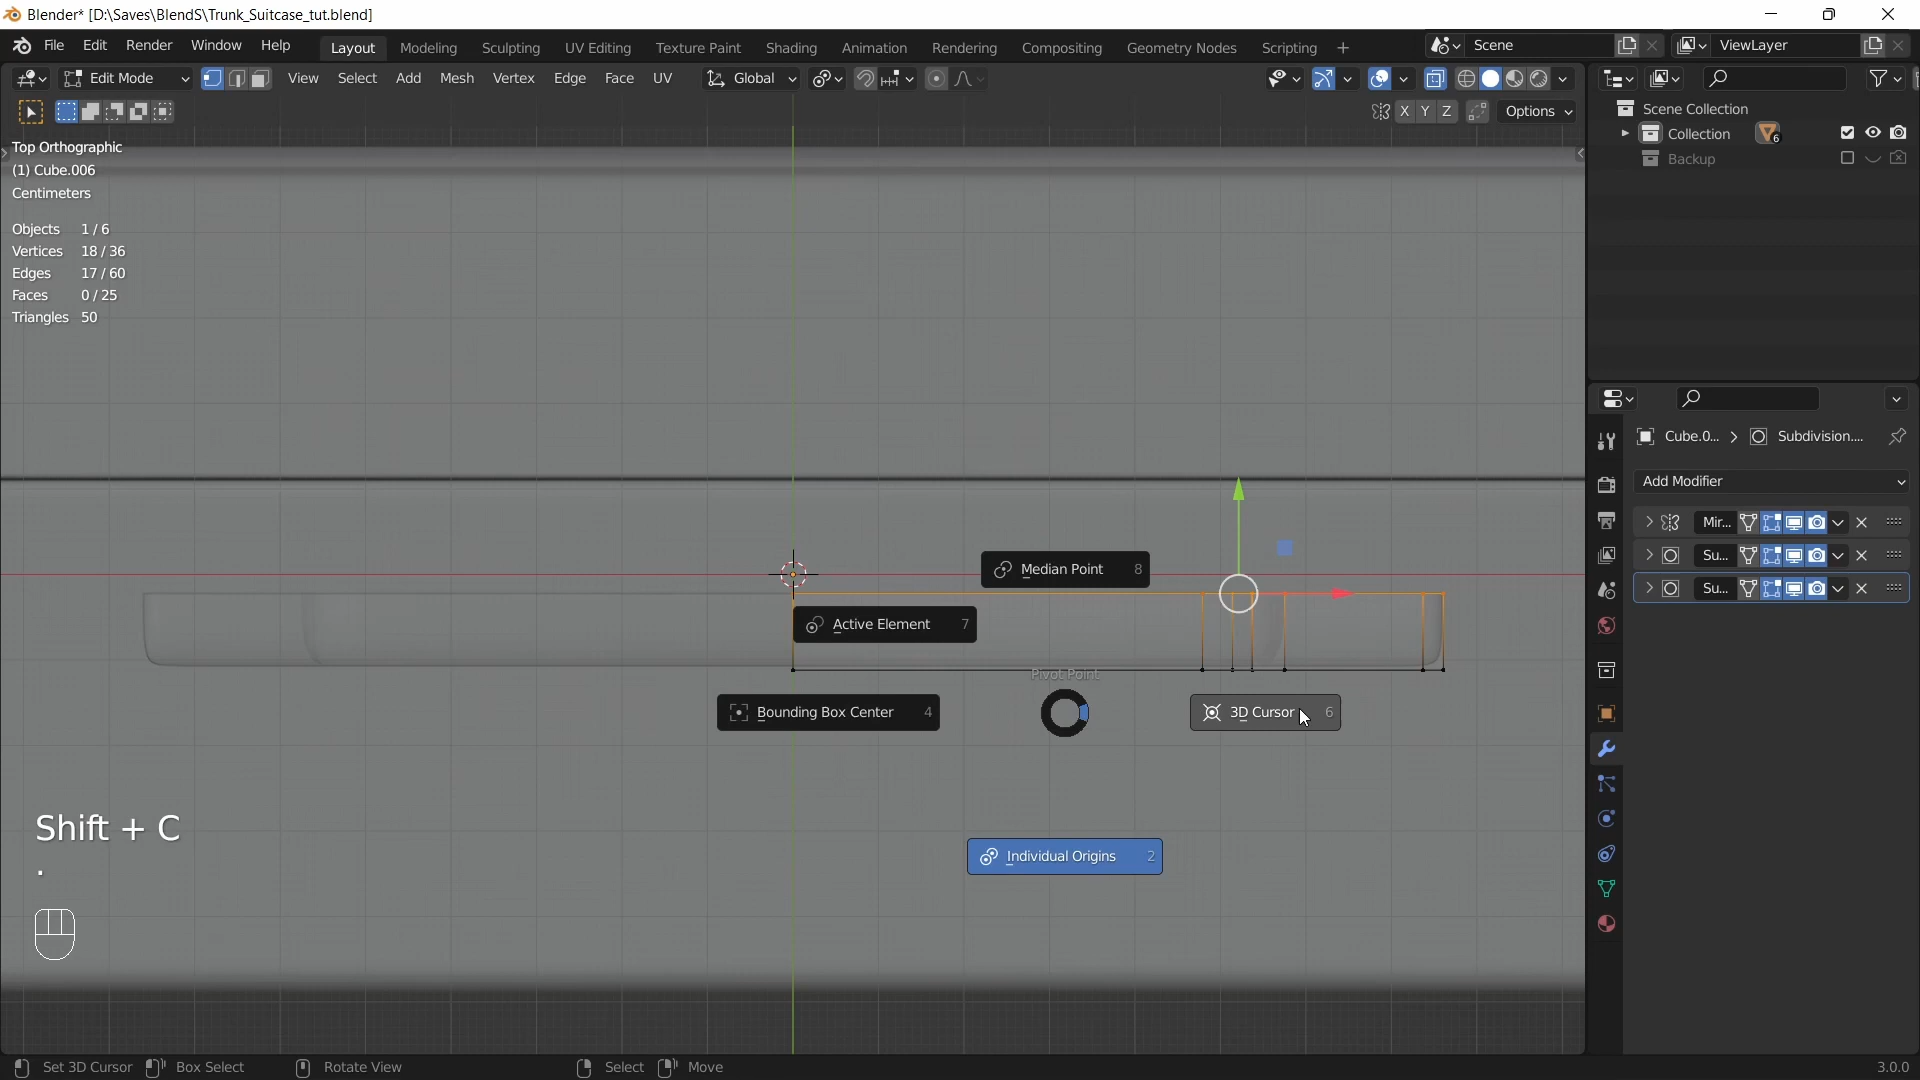 Blender* [D:\Saves\BlendS\Trunk_Suitcase_tut.blend]
File Edit Render Window Help Layout Modeling Sculpting UV Editing Texture Paint Shading Animation Rendering Compositing Geometry Nodes Scripting + Scene ViewLayer
Edit Mode View Select Add Mesh Vertex Edge Face UV Global
X Y Z Options
Scene Collection
Collection 6
Backup
Top Orthographic
(1) Cube.006
Centimeters
Objects 1/6
Vertices 18/36
Edges 17/60
Faces 0/25
Triangles 50
Cube.0... Subdivision....
Add Modifier
Mir...
Su...
Su...
Median Point 8
Active Element 7
Pivot Point
Bounding Box Center 4
3D Cursor 6
Individual Origins 2
Shift + C
.
Set 3D Cursor Box Select Rotate View Select Move 3.0.0